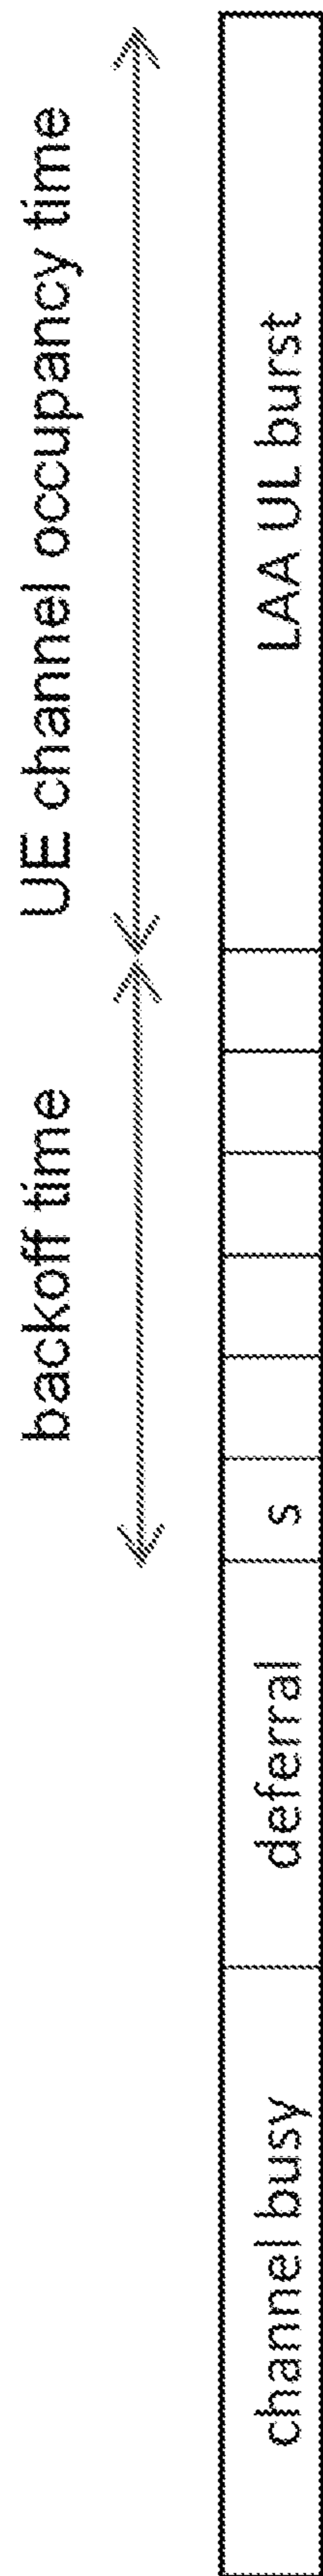 backoff time
UE channel occupancy time
channel busy
deferral
s
LAA UL burst